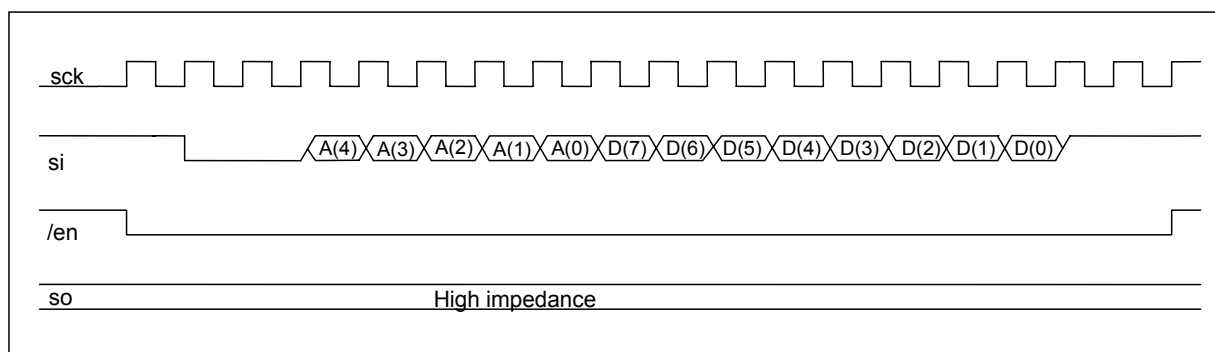 sck
si A(4) A(3) A(2) A(1) A(0) D(7) D(6) D(5) D(4) D(3) D(2) D(1) D(0)
/en
so High impedance